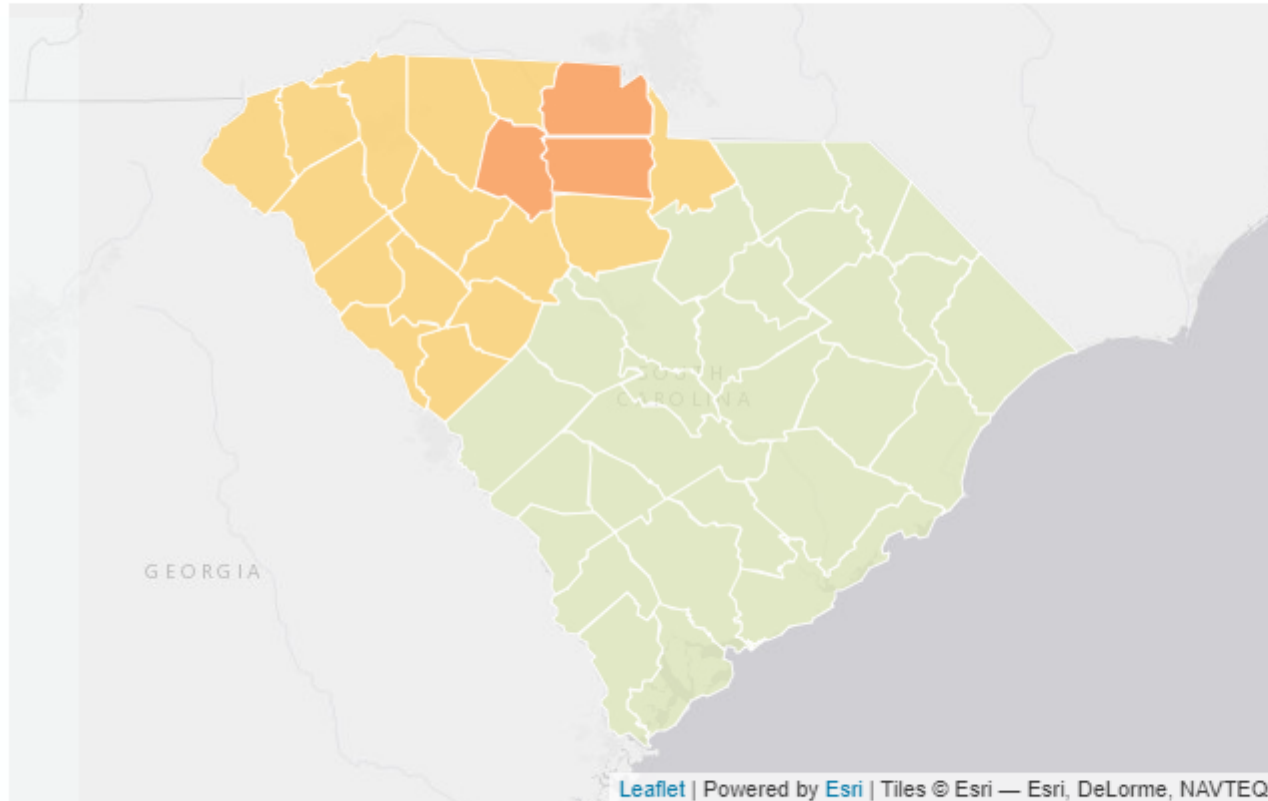 SOUTH
CAROLINA
GEORGIA
Leaflet | Powered by Esri | Tiles © Esri — Esri, DeLorme, NAVTEQ